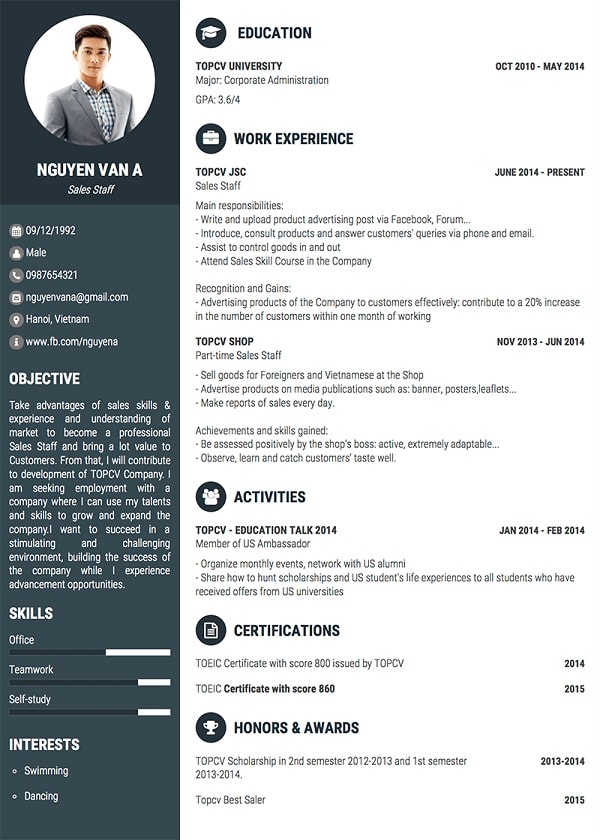 NGUYEN VAN A
Sales Staff
09/12/1992
Male
0987654321
nguyenvana@gmail.com
Hanoi, Vietnam
www.fb.com/nguyena
OBJECTIVE
Take advantages of sales skills &
experience and understanding of
market to become a professional
Sales Staff and bring a lot value to
Customers. From that, I will contribute
to development of TOPCV Company. I
am seeking employment with a
company where I can use my talents
and skills to grow and expand the
company.I want to succeed in a
stimulating and challenging
environment, building the success of
the company while I experience
advancement opportunities.
SKILLS
Office
Teamwork
Self-study
INTERESTS
Swimming
Dancing
EDUCATION
TOPCV UNIVERSITY OCT 2010 - MAY 2014
Major: Corporate Administration
GPA: 3.6/4
WORK EXPERIENCE
TOPCV JSC JUNE 2014 - PRESENT
Sales Staff
Main responsibilities:
- Write and upload product advertising post via Facebook, Forum...
- Introduce, consult products and answer customers' queries via phone and email.
- Assist to control goods in and out
- Attend Sales Skill Course in the Company
Recognition and Gains:
- Advertising products of the Company to customers effectively: contribute to a 20% increase
in the number of customers within one month of working
TOPCV SHOP NOV 2013 - JUN 2014
Part-time Sales Staff
- Sell goods for Foreigners and Vietnamese at the Shop
- Advertise products on media publications such as: banner, posters,leaflets...
- Make reports of sales every day.
Achievements and skills gained:
- Be assessed positively by the shop's boss: active, extremely adaptable...
- Observe, learn and catch customers' taste well.
ACTIVITIES
TOPCV - EDUCATION TALK 2014 JAN 2014 - FEB 2014
Member of US Ambassador
- Organize monthly events, network with US alumni
- Share how to hunt scholarships and US student's life experiences to all students who have
received offers from US universities
CERTIFICATIONS
TOEIC Certificate with score 800 issued by TOPCV 2014
TOEIC Certificate with score 860 2015
HONORS & AWARDS
TOPCV Scholarship in 2nd semester 2012-2013 and 1st semester 2013-2014
2013-2014.
Topcv Best Saler 2015